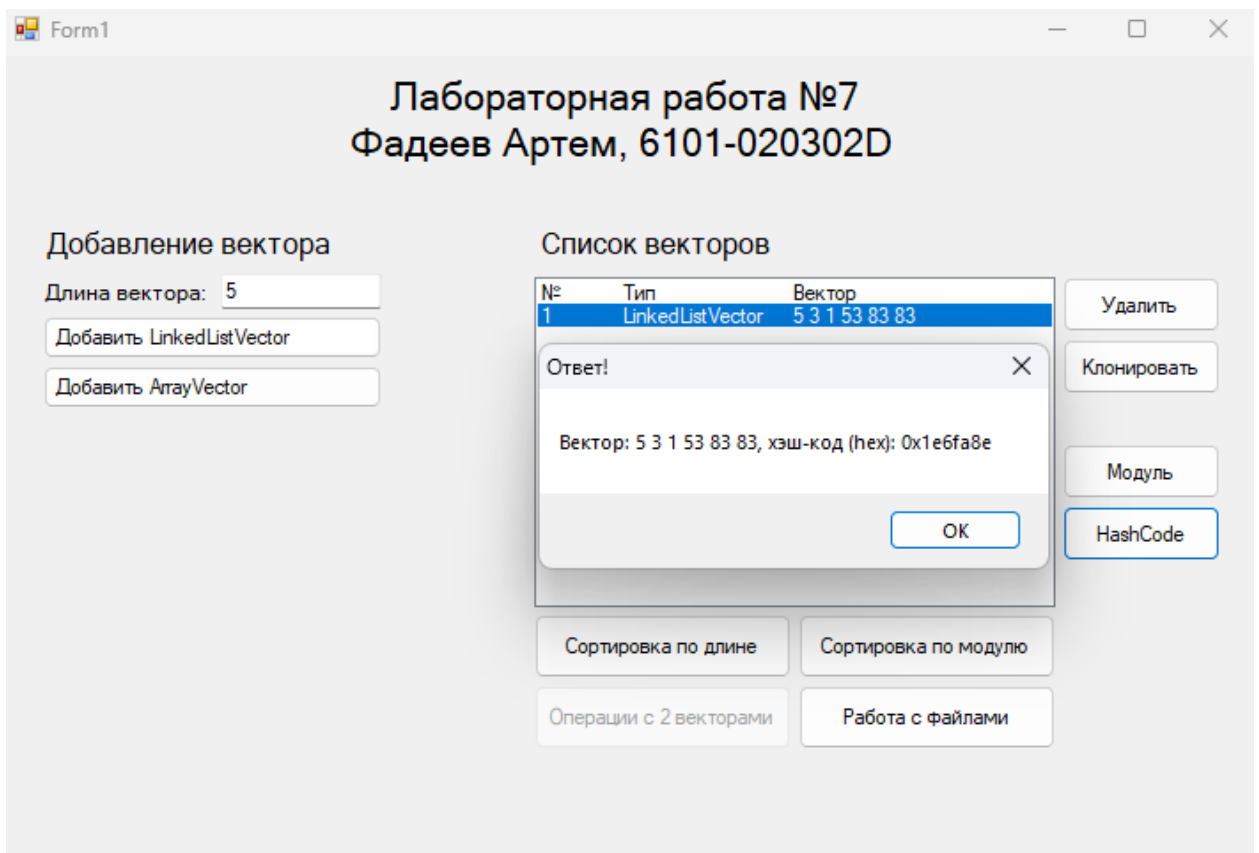 Form1
Лабораторная работа №7
Фадеев Артем, 6101-020302D
Добавление вектора
Длина вектора: 5
Добавить LinkedListVector
Добавить ArrayVector
Список векторов
№ Тип Вектор
1 LinkedListVector 5 3 1 53 83 83
Ответ!
Вектор: 5 3 1 53 83 83, хэш-код (hex): 0x1e6fa8e
OK
Удалить
Клонировать
Модуль
HashCode
Сортировка по длине
Сортировка по модулю
Операции с 2 векторами
Работа с файлами